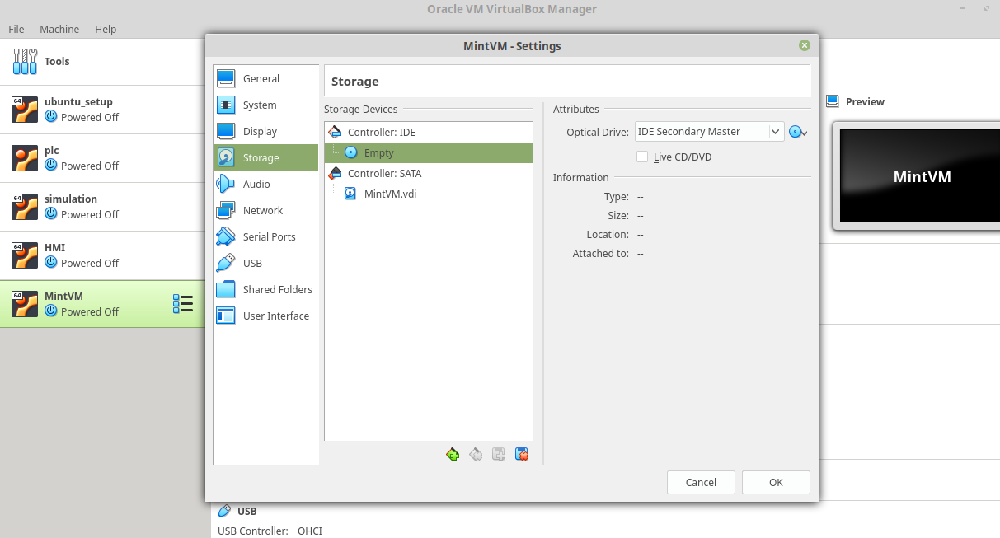 Oracle VM VirtualBox Manager
File Machine Help
Tools
64 ubuntu_setup
Powered Off
plc
Powered Off
64 simulation
Powered Off
64 HMI
Powered Off
64 MintVM
Powered Off
MintVM - Settings
General
System
Display
Storage
Audio
Network
Serial Ports
USB
Shared Folders
User Interface
Storage
Storage Devices
Controller: IDE
Empty
Controller: SATA
MintVM.vdi
Attributes
Optical Drive: IDE Secondary Master
Live CD/DVD
Information
Type: --
Size: --
Location: --
Attached to: --
Cancel OK
Preview
MintVM
USB
USB Controller: OHCI